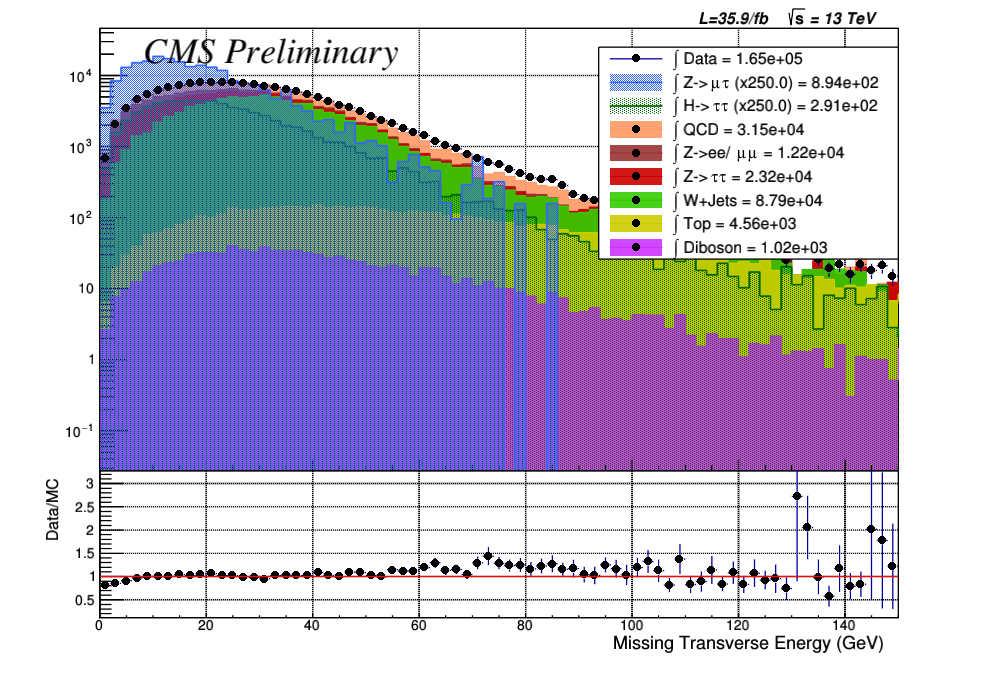 L=35.9/fb √s = 13 TeV
CMS Preliminary
∫ Data = 1.65e+05
∫ Z->μτ (x250.0) = 8.94e+02
∫ H->ττ (x250.0) = 2.91e+02
∫ QCD = 3.15e+04
∫ Z->ee/ μμ = 1.22e+04
∫ Z->ττ = 2.32e+04
∫ W+Jets = 8.79e+04
∫ Top = 4.56e+03
∫ Diboson = 1.02e+03
10⁴
10³
10²
10
1
10⁻¹
Data/MC
3
2.5
2
1.5
1
0.5
0 20 40 60 80 100 120 140
Missing Transverse Energy (GeV)